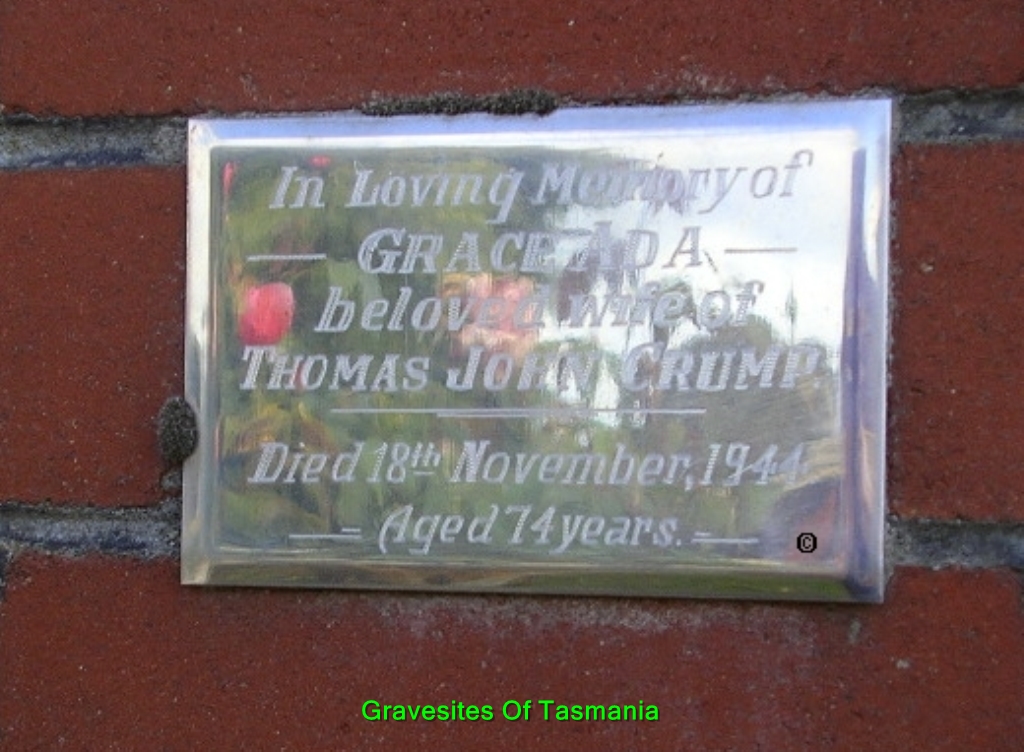 In Loving Memory of
— GRACE ADA —
beloved wife of
THOMAS JOHN CRUMP.
Died 18th November, 1944
Aged 74 years.
©
Gravesites Of Tasmania